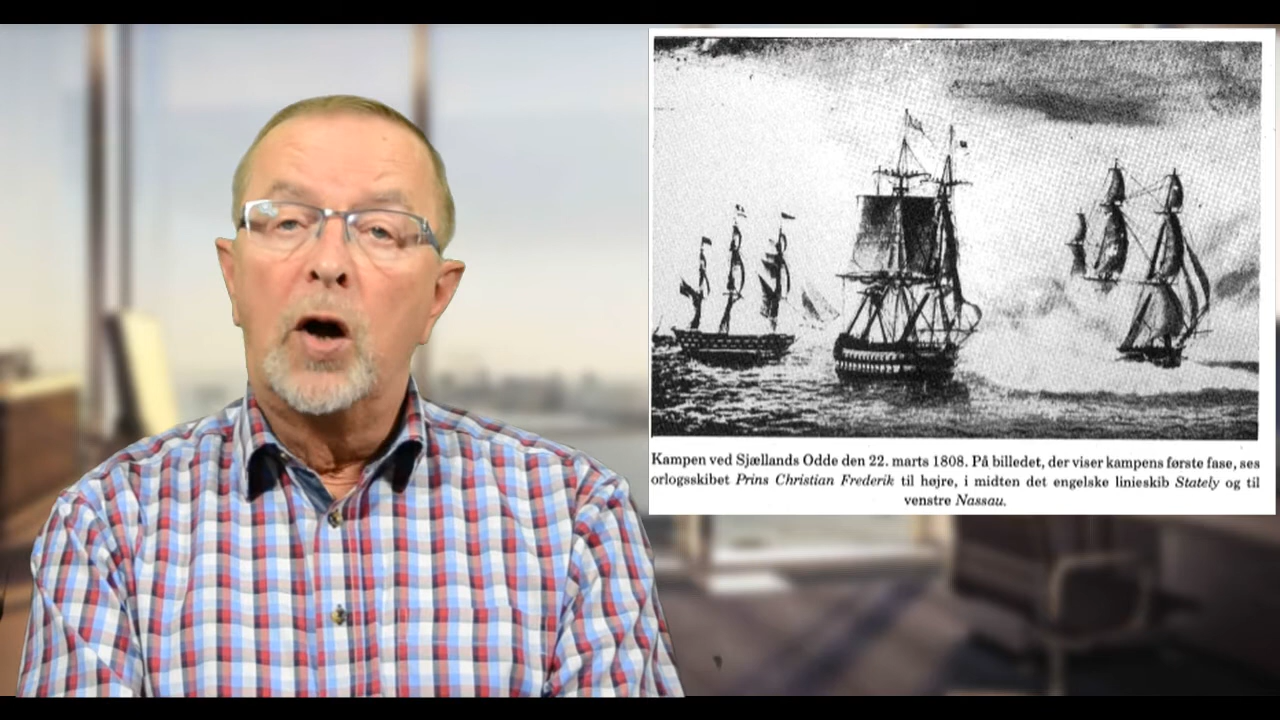 Kampen ved Sjællands Odde den 22. marts 1808. På billedet, der viser kampens første fase, ses
orlogsskibet Prins Christian Frederik til højre, i midten det engelske linieskib Stately og til
venstre Nassau.